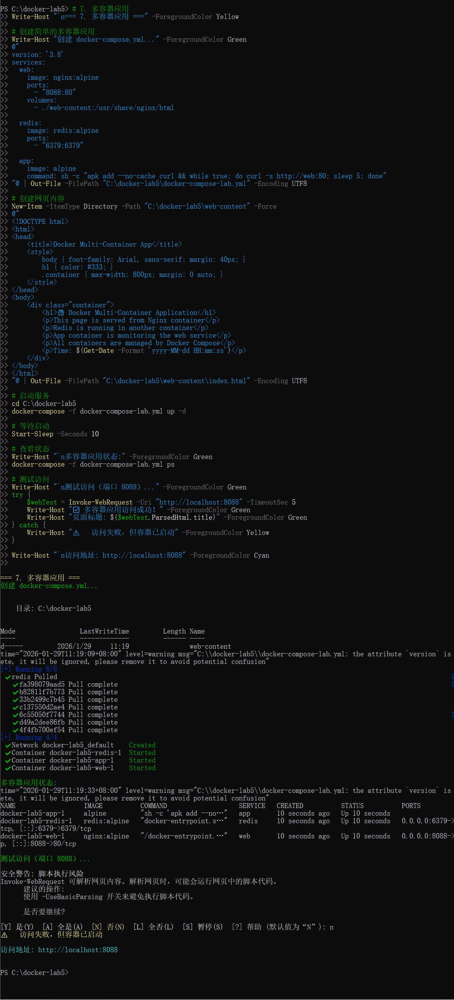 PS C:\docker-lab5> # 7. 多容器应用
>> Write-Host "`n=== 7. 多容器应用 ===" -ForegroundColor Yellow
>>
>> # 创建简单的多容器应用
>> Write-Host "创建 docker-compose.yml..." -ForegroundColor Green
>> @"
>> version: '3.8'
>> services:
>>   web:
>>     image: nginx:alpine
>>     ports:
>>       - "8088:80"
>>     volumes:
>>       - ./web-content:/usr/share/nginx/html
>>
>>   redis:
>>     image: redis:alpine
>>     ports:
>>       - "6379:6379"
>>
>>   app:
>>     image: alpine
>>     command: sh -c "apk add --no-cache curl && while true; do curl -s http://web:80; sleep 5; done"
>> "@ | Out-File -FilePath "C:\docker-lab5\docker-compose-lab.yml" -Encoding UTF8
>>
>> # 创建网页内容
>> New-Item -ItemType Directory -Path "C:\docker-lab5\web-content" -Force
>> @"
>> <!DOCTYPE html>
>> <html>
>> <head>
>>     <title>Docker Multi-Container App</title>
>>     <style>
>>         body { font-family: Arial, sans-serif; margin: 40px; }
>>         h1 { color: #333; }
>>         .container { max-width: 800px; margin: 0 auto; }
>>     </style>
>> </head>
>> <body>
>>     <div class="container">
>>         <h1> Docker Multi-Container Application</h1>
>>         <p>This page is served from Nginx container</p>
>>         <p>Redis is running in another container</p>
>>         <p>App container is monitoring the web service</p>
>>         <p>All containers are managed by Docker Compose</p>
>>         <p>Time: $(Get-Date -Format 'yyyy-MM-dd HH:mm:ss')</p>
>>     </div>
>> </body>
>> </html>
>> "@ | Out-File -FilePath "C:\docker-lab5\web-content\index.html" -Encoding UTF8
>>
>> # 启动服务
>> cd C:\docker-lab5
>> docker-compose -f docker-compose-lab.yml up -d
>>
>> # 等待启动
>> Start-Sleep -Seconds 10
>>
>> # 查看状态
>> Write-Host "`n多容器应用状态:" -ForegroundColor Green
>> docker-compose -f docker-compose-lab.yml ps
>>
>> # 测试访问
>> Write-Host "`n测试访问（端口 8088）..." -ForegroundColor Green
>> try {
>>     $webTest = Invoke-WebRequest -Uri "http://localhost:8088" -TimeoutSec 5
>>     Write-Host "☑ 多容器应用访问成功！" -ForegroundColor Green
>>     Write-Host "页面标题: $($webTest.ParsedHtml.title)" -ForegroundColor Green
>> } catch {
>>     Write-Host "⚠   访问失败，但容器已启动" -ForegroundColor Yellow
>> }
>>
>> Write-Host "`n访问地址: http://localhost:8088" -ForegroundColor Cyan
>>
=== 7. 多容器应用 ===
创建 docker-compose.yml...
目录: C:\docker-lab5
Mode                 LastWriteTime         Length Name
----                 -------------         ------ ----
d-----         2026/1/29     11:19                web-content
time="2026-01-29T11:19:09+08:00" level=warning msg="C:\\docker-lab5\\docker-compose-lab.yml: the attribute `version` is
ete, it will be ignored, please remove it to avoid potential confusion"
[+] Running 8/8
✔redis Pulled 1
✔fa398079aad5 Pull complete 1
✔b82811f7b773 Pull complete
✔33b2499c7b45 Pull complete
✔c137550d2ae4 Pull complete
✔6c55050f7744 Pull complete 1
✔d49a2dee86fb Pull complete
✔4f4fb700ef54 Pull complete
[+] Running 4/4
✔Network docker-lab5_default    Created
✔Container docker-lab5-redis-1  Started
✔Container docker-lab5-app-1    Started
✔Container docker-lab5-web-1    Started
多容器应用状态:
time="2026-01-29T11:19:33+08:00" level=warning msg="C:\\docker-lab5\\docker-compose-lab.yml: the attribute `version` is
ete, it will be ignored, please remove it to avoid potential confusion"
NAME                  IMAGE          COMMAND                   SERVICE   CREATED          STATUS          PORTS
docker-lab5-app-1     alpine         "sh -c 'apk add --no…"   app       10 seconds ago   Up 10 seconds
docker-lab5-redis-1   redis:alpine   "docker-entrypoint.s…"   redis     10 seconds ago   Up 10 seconds   0.0.0.0:6379->
tcp, [::]:6379->6379/tcp
docker-lab5-web-1     nginx:alpine   "/docker-entrypoint.…"   web       10 seconds ago   Up 10 seconds   0.0.0.0:8088->
p, [::]:8088->80/tcp
测试访问（端口 8088）...
安全警告: 脚本执行风险
Invoke-WebRequest 可解析网页内容。解析网页时，可能会运行网页中的脚本代码。
建议的操作:
使用 -UseBasicParsing 开关来避免执行脚本代码。
是否要继续?
[Y] 是(Y)  [A] 全是(A)  [N] 否(N)  [L] 全否(L)  [S] 暂停(S)  [?] 帮助 (默认值为“N”): n
⚠   访问失败，但容器已启动
访问地址: http://localhost:8088
PS C:\docker-lab5>